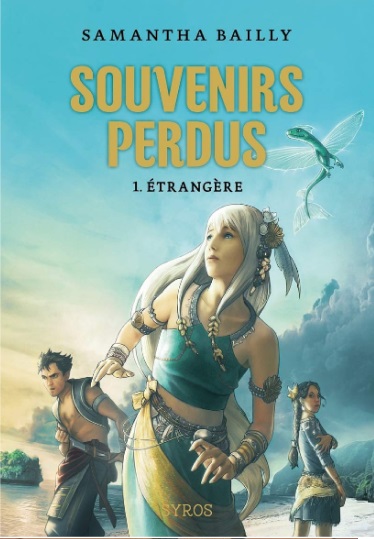 SAMANTHA BAILLY
SOUVENIRS
PERDUS
1. ÉTRANGÈRE
SYROS